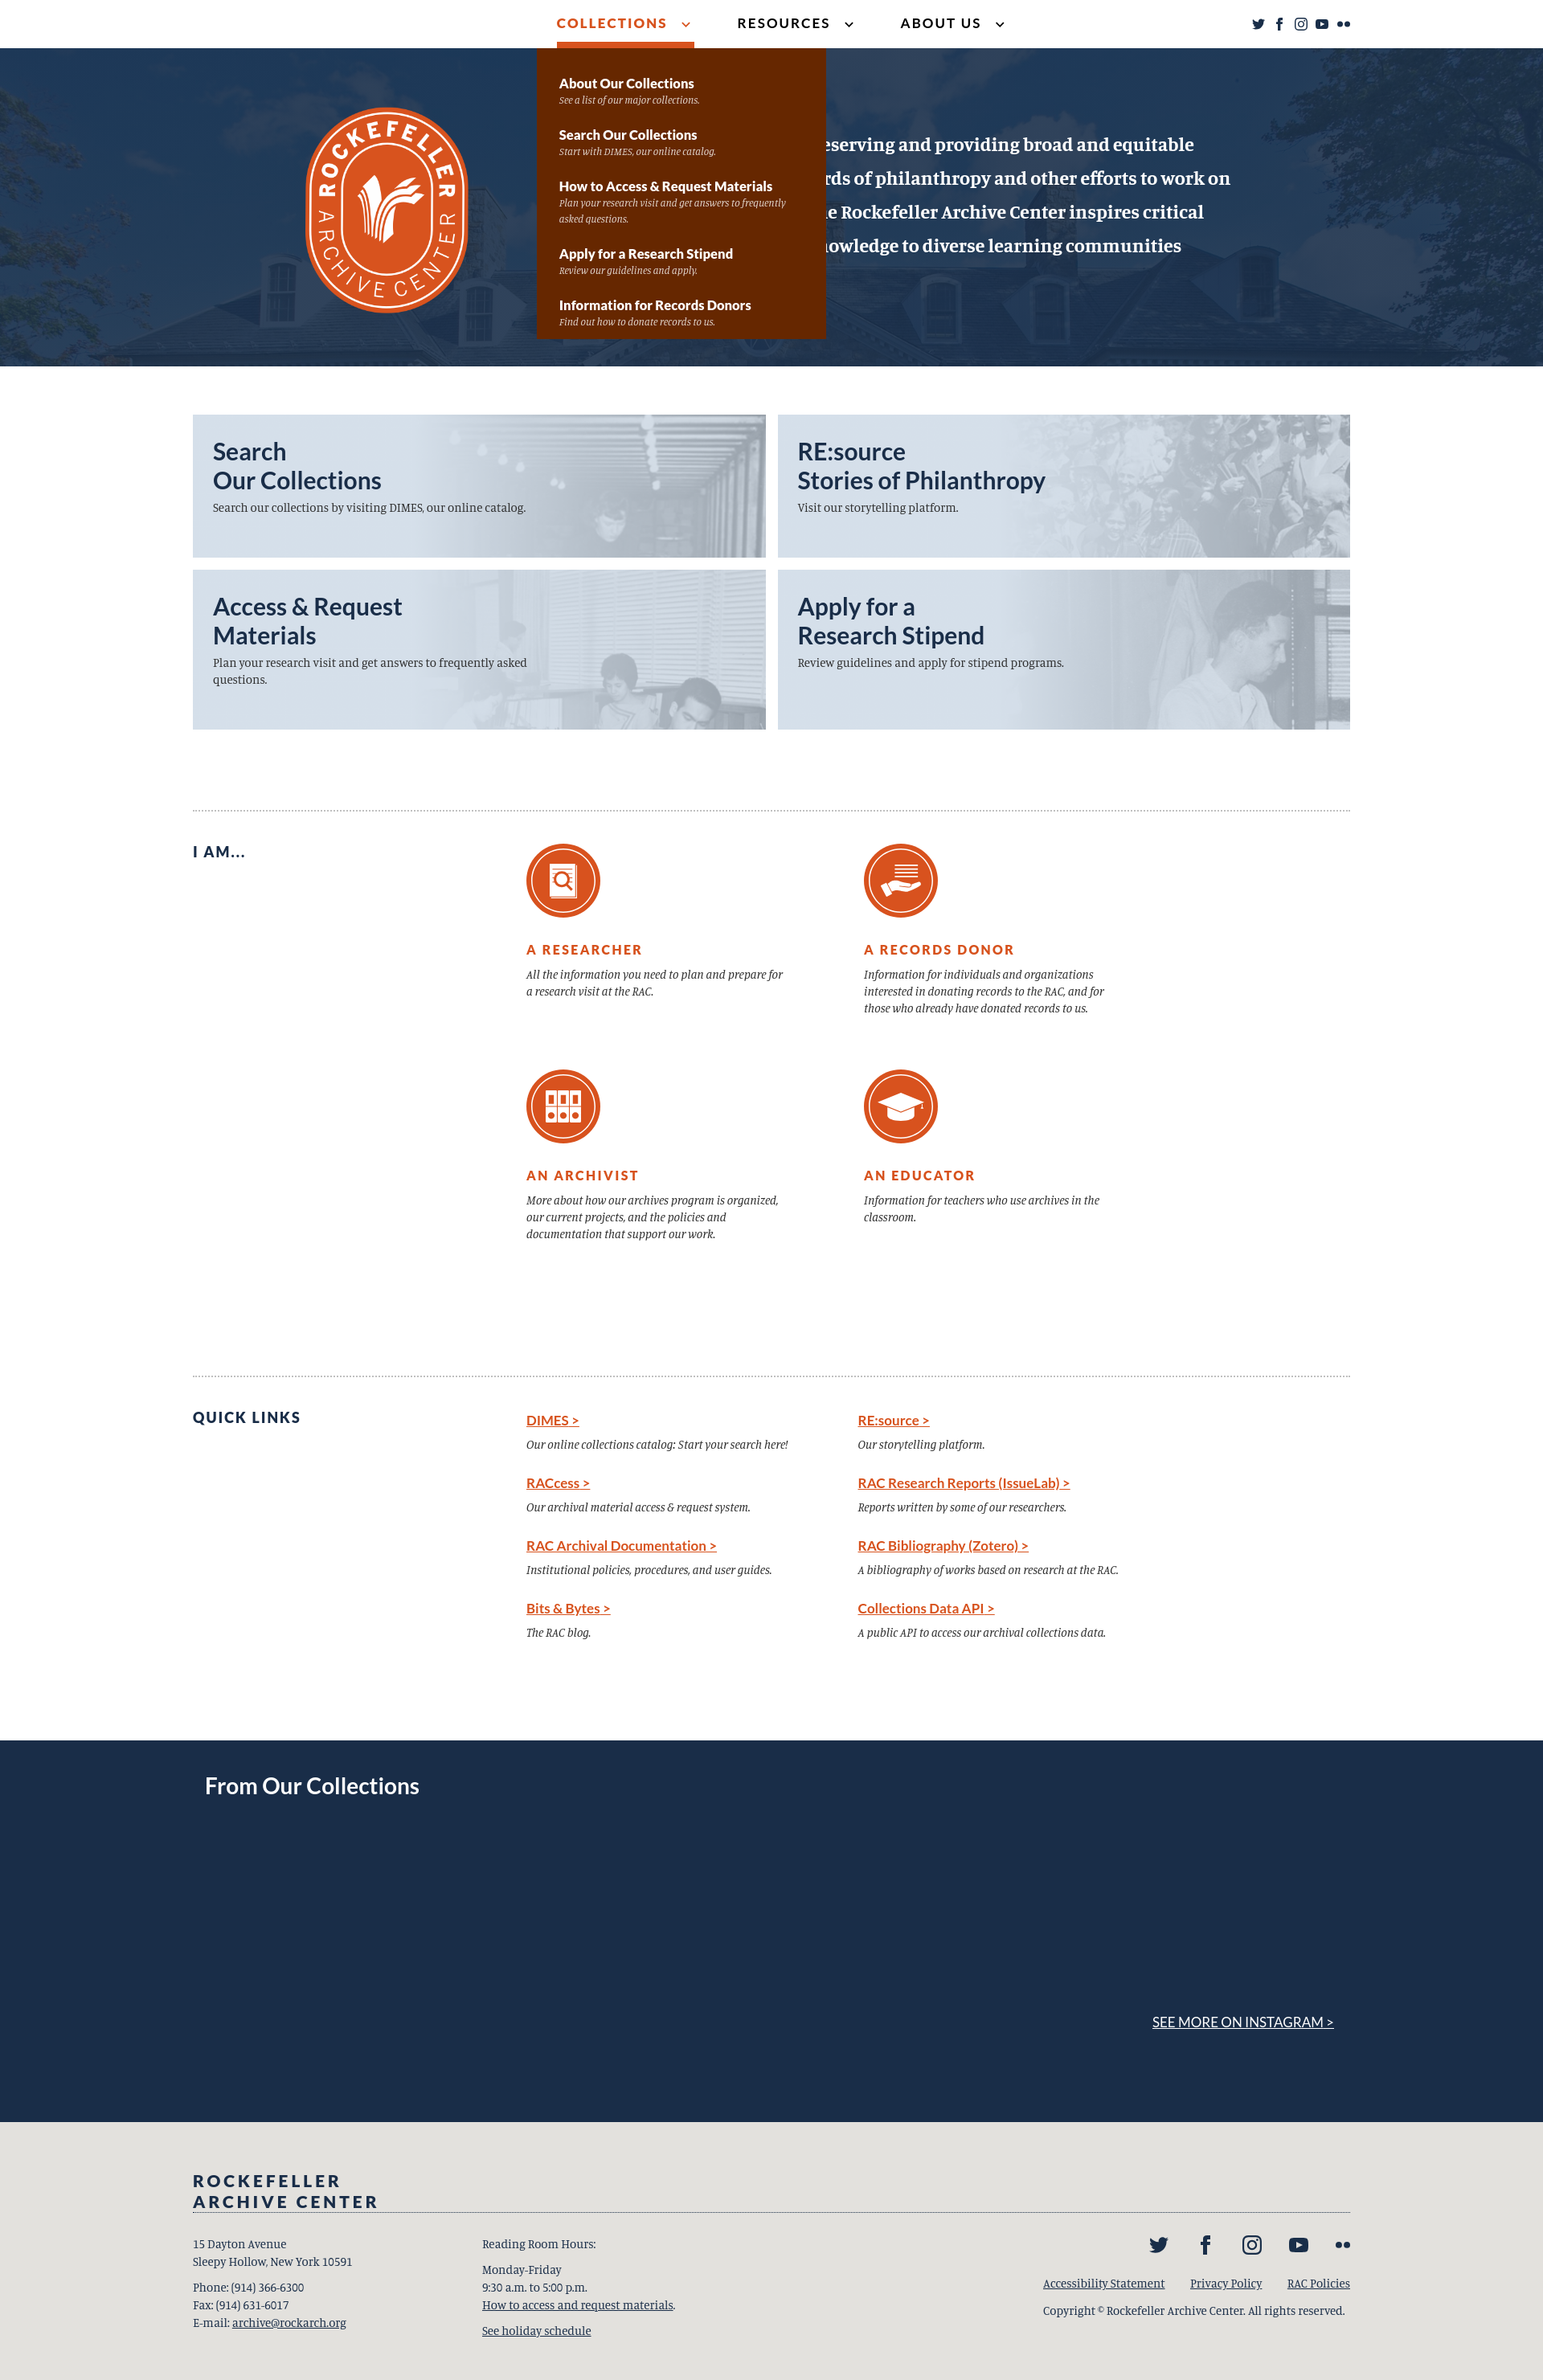 COLLECTIONS
RESOURCES
ABOUT US
ROCKEFELLER
ARCHIVE CENTER
About Our Collections
See a list of our major collections.
Search Our Collections
Start with DIMES, our online catalog.
How to Access & Request Materials
Plan your research visit and get answers to frequently
asked questions.
Apply for a Research Stipend
Review our guidelines and apply.
Information for Records Donors
Find out how to donate records to us.
and providing broad and equitable
of philanthropy and other efforts to work on
Rockefeller Archive Center inspires critical
to diverse learning communities
Search
Our Collections
Search our collections by visiting DIMES, our online catalog.
RE:source
Stories of Philanthropy
Visit our storytelling platform.
Access & Request
Materials
Plan your research visit and get answers to frequently asked
questions.
Apply for a
Research Stipend
Review guidelines and apply for stipend programs.
I AM...
A RESEARCHER
All the information you need to plan and prepare for
a research visit at the RAC.
A RECORDS DONOR
Information for individuals and organizations
interested in donating records to the RAC, and for
those who already have donated records to us.
AN ARCHIVIST
More about how our archives program is organized,
our current projects, and the policies and
documentation that support our work.
AN EDUCATOR
Information for teachers who use archives in the
classroom.
QUICK LINKS
DIMES >
Our online collections catalog: Start your search here!
RACcess >
Our archival material access & request system.
RAC Archival Documentation >
Institutional policies, procedures, and user guides.
Bits & Bytes >
The RAC blog.
RE:source >
Our storytelling platform.
RAC Research Reports (IssueLab) >
Reports written by some of our researchers.
RAC Bibliography (Zotero) >
A bibliography of works based on research at the RAC.
Collections Data API >
A public API to access our archival collections data.
From Our Collections
SEE MORE ON INSTAGRAM >
ROCKEFELLER
ARCHIVE CENTER
15 Dayton Avenue
Sleepy Hollow, New York 10591
Phone: (914) 366-6300
Fax: (914) 631-6017
E-mail: archive@rockarch.org
Reading Room Hours:
Monday-Friday
9:30 a.m. to 5:00 p.m.
How to access and request materials.
See holiday schedule
Accessibility Statement
Privacy Policy
RAC Policies
Copyright © Rockefeller Archive Center. All rights reserved.